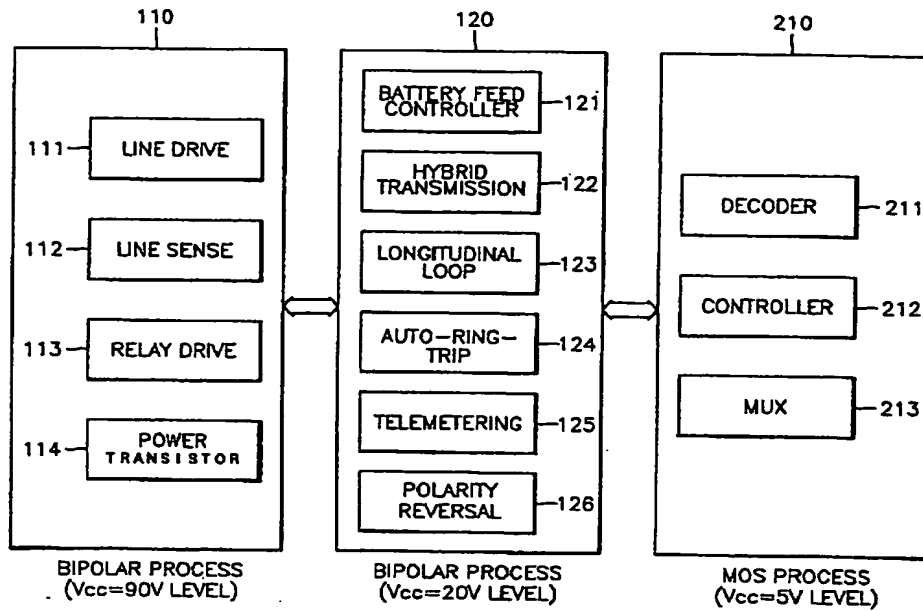 110
120
210
111
LINE DRIVE
112
LINE SENSE
113
RELAY DRIVE
114
POWER
TRANSISTOR
BATTERY FEED
CONTROLLER
121
HYBRID
TRANSMISSION
122
LONGITUDINAL
LOOP
123
AUTO-RING-
TRIP
124
TELEMETERING
125
POLARITY
REVERSAL
126
DECODER
211
CONTROLLER
212
MUX
213
BIPOLAR PROCESS
(Vcc=90V LEVEL)
BIPOLAR PROCESS
(Vcc=20V LEVEL)
MOS PROCESS
(Vcc=5V LEVEL)